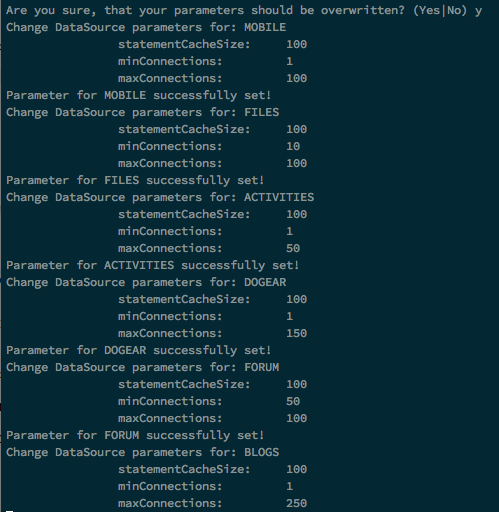 Are you sure, that your parameters should be overwritten? (Yes|No) y
Change DataSource parameters for: MOBILE
statementCacheSize: 100
minConnections: 1
maxConnections: 100
Parameter for MOBILE successfully set!
Change DataSource parameters for: FILES
statementCacheSize: 100
minConnections: 10
maxConnections: 100
Parameter for FILES successfully set!
Change DataSource parameters for: ACTIVITIES
statementCacheSize: 100
minConnections: 1
maxConnections: 50
Parameter for ACTIVITIES successfully set!
Change DataSource parameters for: DOGEAR
statementCacheSize: 100
minConnections: 1
maxConnections: 150
Parameter for DOGEAR successfully set!
Change DataSource parameters for: FORUM
statementCacheSize: 100
minConnections: 50
maxConnections: 100
Parameter for FORUM successfully set!
Change DataSource parameters for: BLOGS
statementCacheSize: 100
minConnections: 1
maxConnections: 250